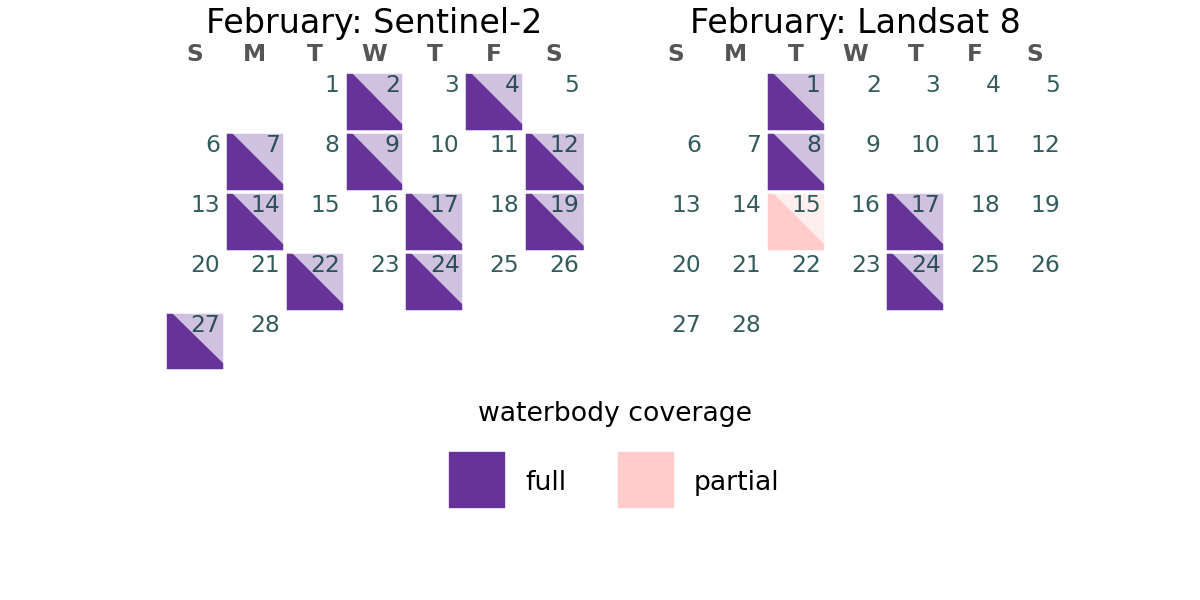 February: Sentinel-2
S M T W T F S
1 2 3 4 5
6 7 8 9 10 11 12
13 14 15 16 17 18 19
20 21 22 23 24 25 26
27 28
February: Landsat 8
S M T W T F S
1 2 3 4 5
6 7 8 9 10 11 12
13 14 15 16 17 18 19
20 21 22 23 24 25 26
27 28
waterbody coverage
full partial